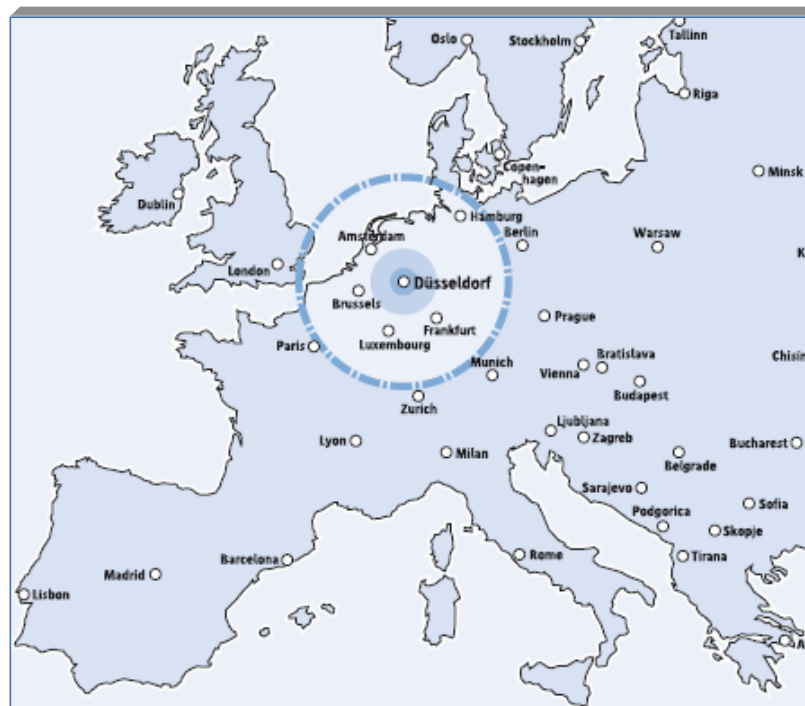 Oslo
Stockholm
Tallinn
Riga
Copen-
hagen
Minsk
Dublin
Hamburg
Berlin
Warsaw
Amsterdam
K
London
Düsseldorf
Brussels
Frankfurt
Prague
Luxembourg
Paris
Munich
Bratislava
Chisin
Vienna
Budapest
Zurich
Ljubljana
Lyon
Zagreb
Bucharest
Milan
Belgrade
Sarajevo
Sofia
Podgorica
Skopje
Barcelona
Rome
Tirana
Madrid
Lisbon
A